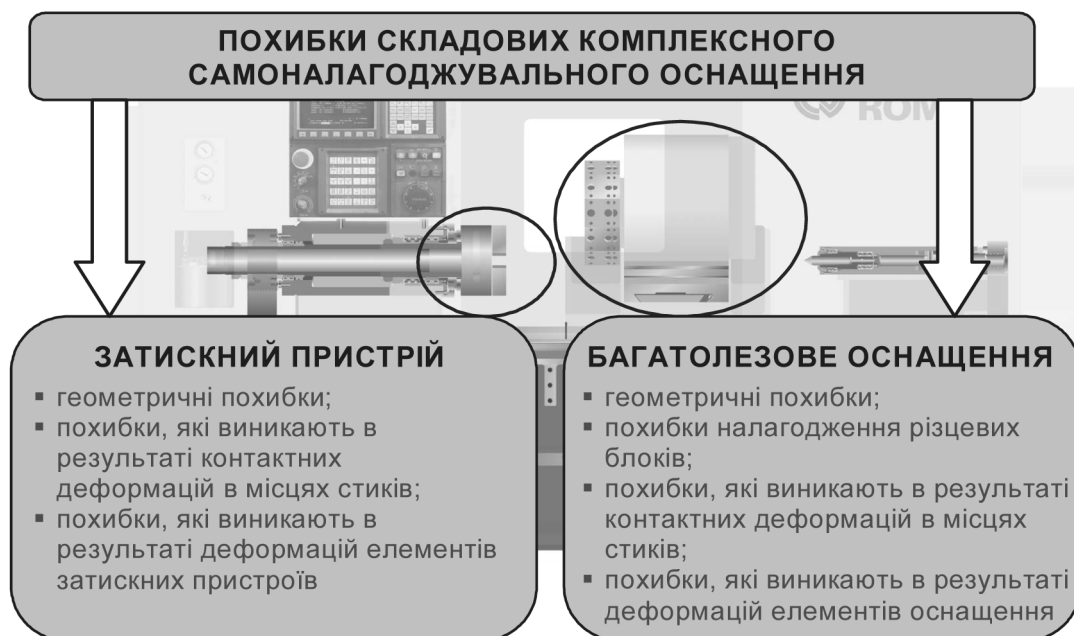 ПОХИБКИ СКЛАДОВИХ КОМПЛЕКСНОГО
САМОНАЛАГОДЖУВАЛЬНОГО ОСНАЩЕННЯ
ROM
ЗАТИСКНИЙ ПРИСТРІЙ
▪ геометричні похибки;
▪ похибки, які виникають в
результаті контактних
деформацій в місцях стиків;
▪ похибки, які виникають в
результаті деформацій елементів
затискних пристроїв
БАГАТОЛЕЗОВЕ ОСНАЩЕННЯ
▪ геометричні похибки;
▪ похибки налагодження різцевих
блоків;
▪ похибки, які виникають в результаті
контактних деформацій в місцях
стиків;
▪ похибки, які виникають в результаті
деформацій елементів оснащення